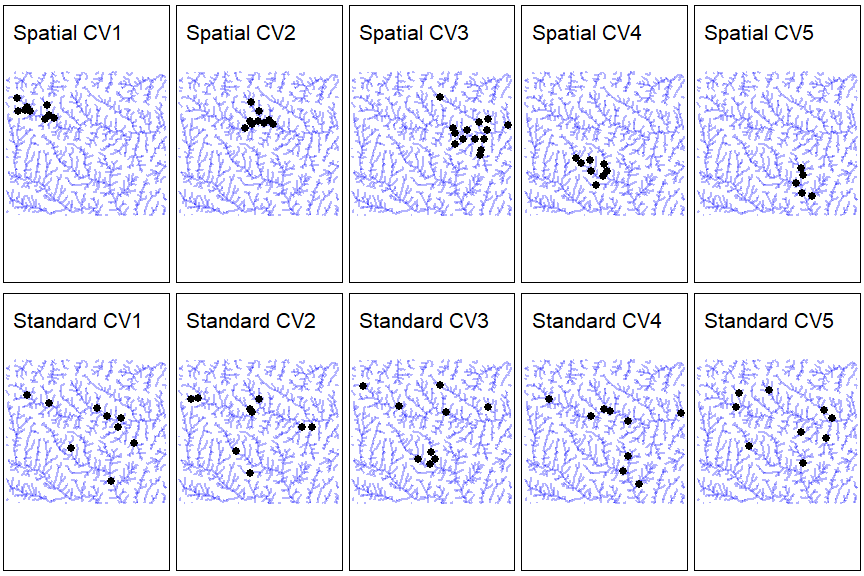 Spatial CV1
Spatial CV2
Spatial CV3
Spatial CV4
Spatial CV5
Standard CV1
Standard CV2
Standard CV3
Standard CV4
Standard CV5